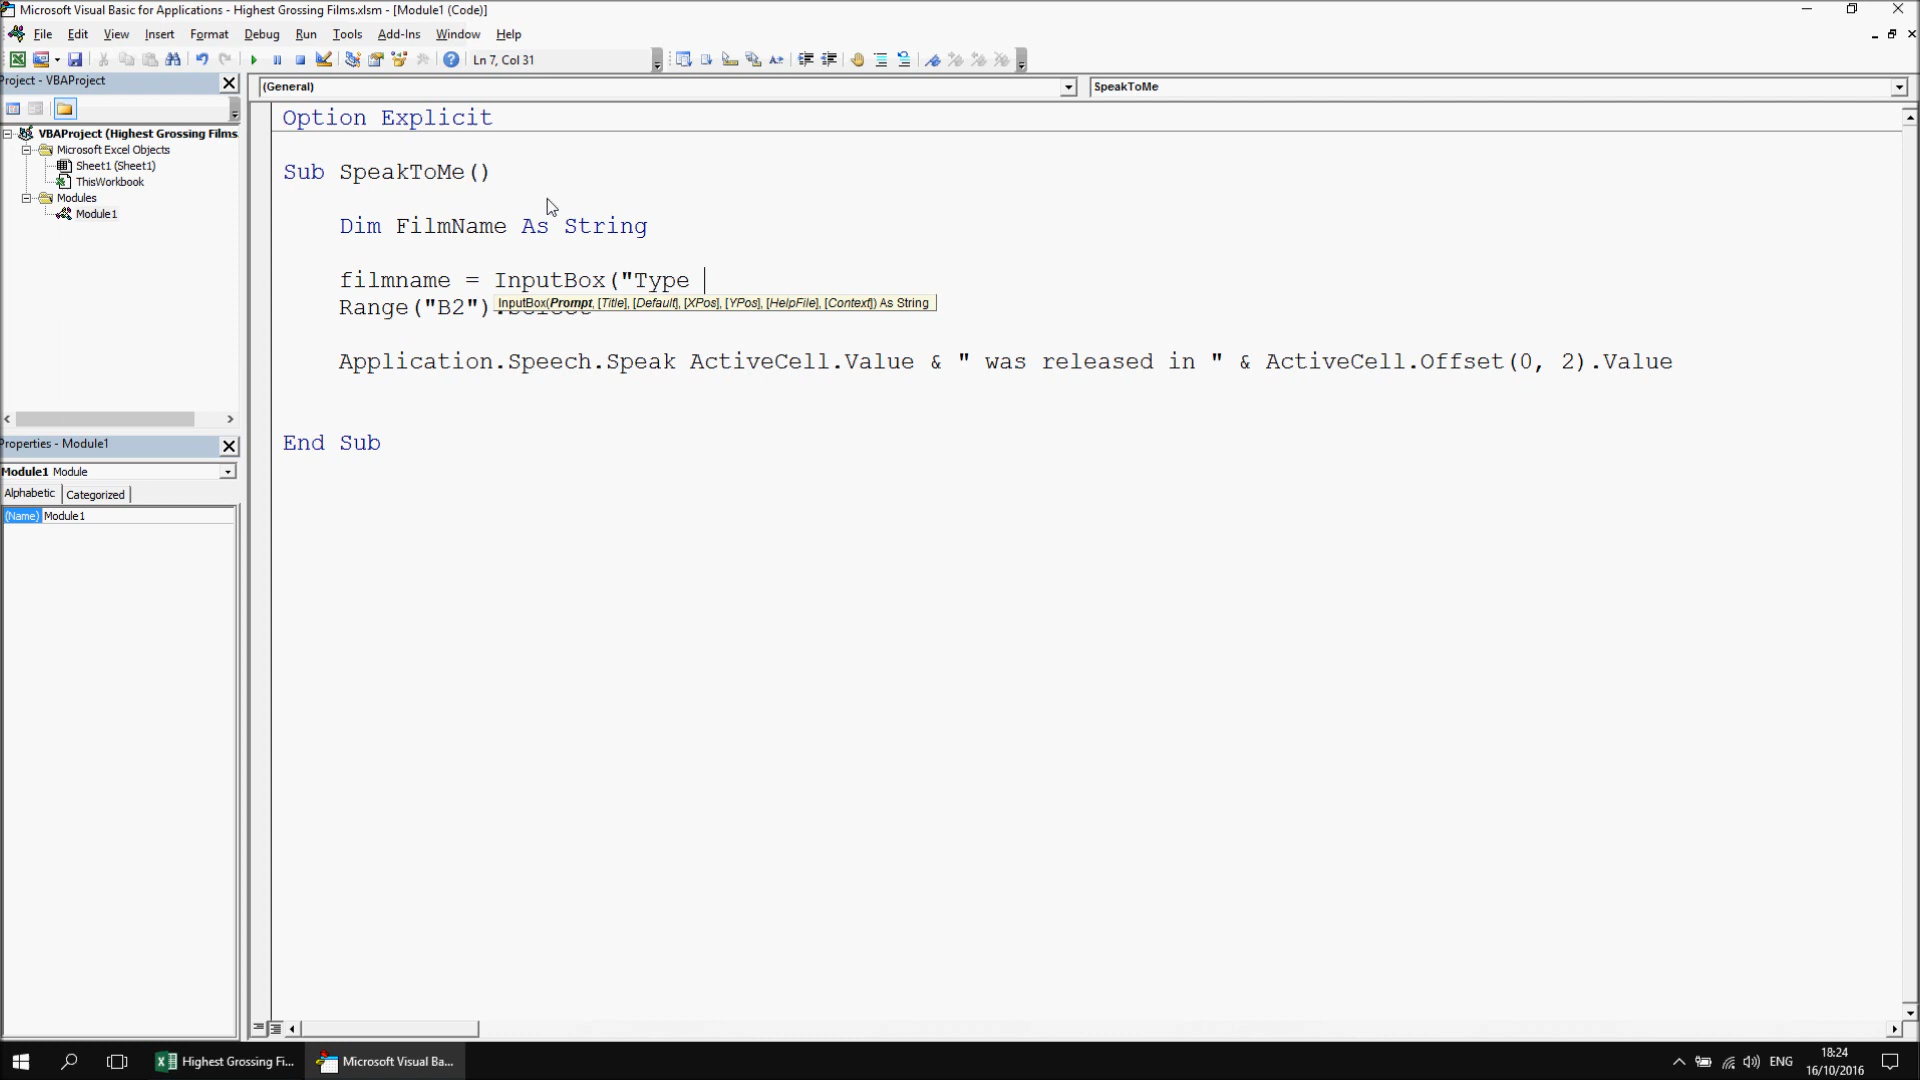 Microsoft Visual Basic for Applications - Highest Grossing Films.xlsm - [Module1 (Code)]
File Edit View Insert Format Debug Run Tools Add-Ins Window Help
Ln 7, Col 31
Project - VBAProject
(General)
SpeakToMe
VBAProject (Highest Grossing Films
Microsoft Excel Objects
Sheet1 (Sheet1)
ThisWorkbook
Modules
Module1
Option Explicit
Sub SpeakToMe()
Dim FilmName As String
filmname = InputBox("Type
InputBox(Prompt, [Title], [Default], [XPos], [YPos], [HelpFile], [Context]) As String
Range("B2").Select
Application.Speech.Speak ActiveCell.Value & " was released in " & ActiveCell.Offset(0, 2).Value
End Sub
Properties - Module1
Module1 Module
Alphabetic Categorized
(Name) Module1
Highest Grossing Fi...
Microsoft Visual Ba...
ENG
18:24
16/10/2016